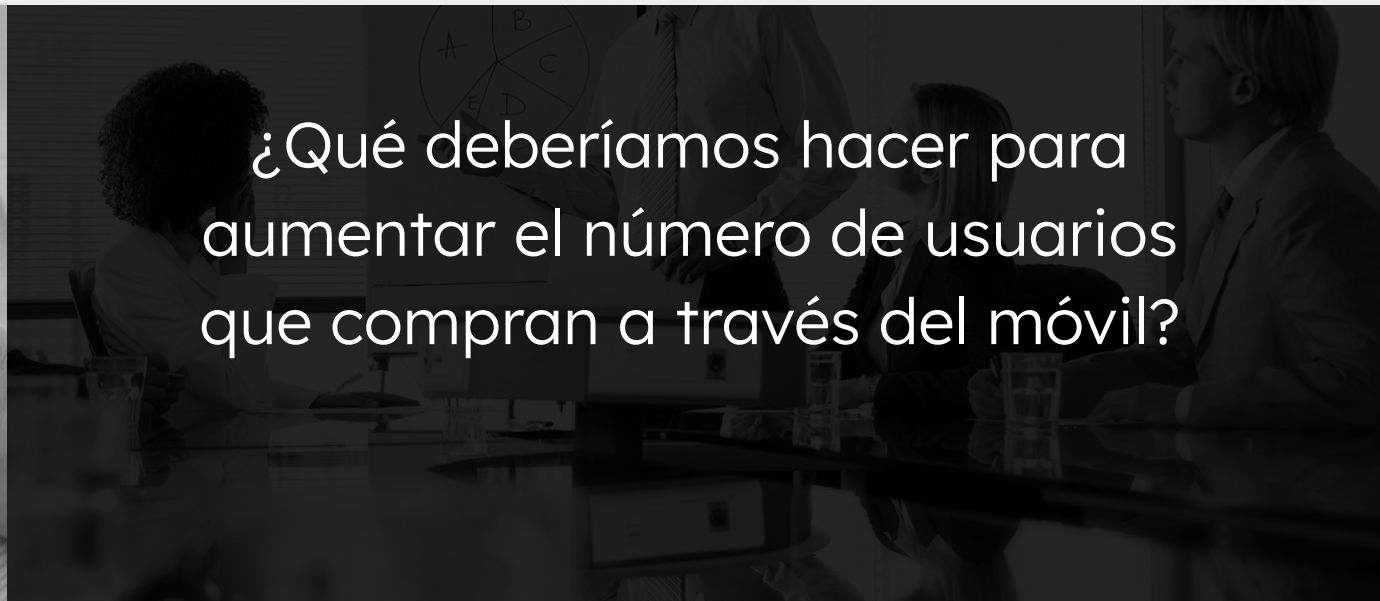 B
A
C
E
D
¿Qué deberíamos hacer para
aumentar el número de usuarios
que compran a través del móvil?